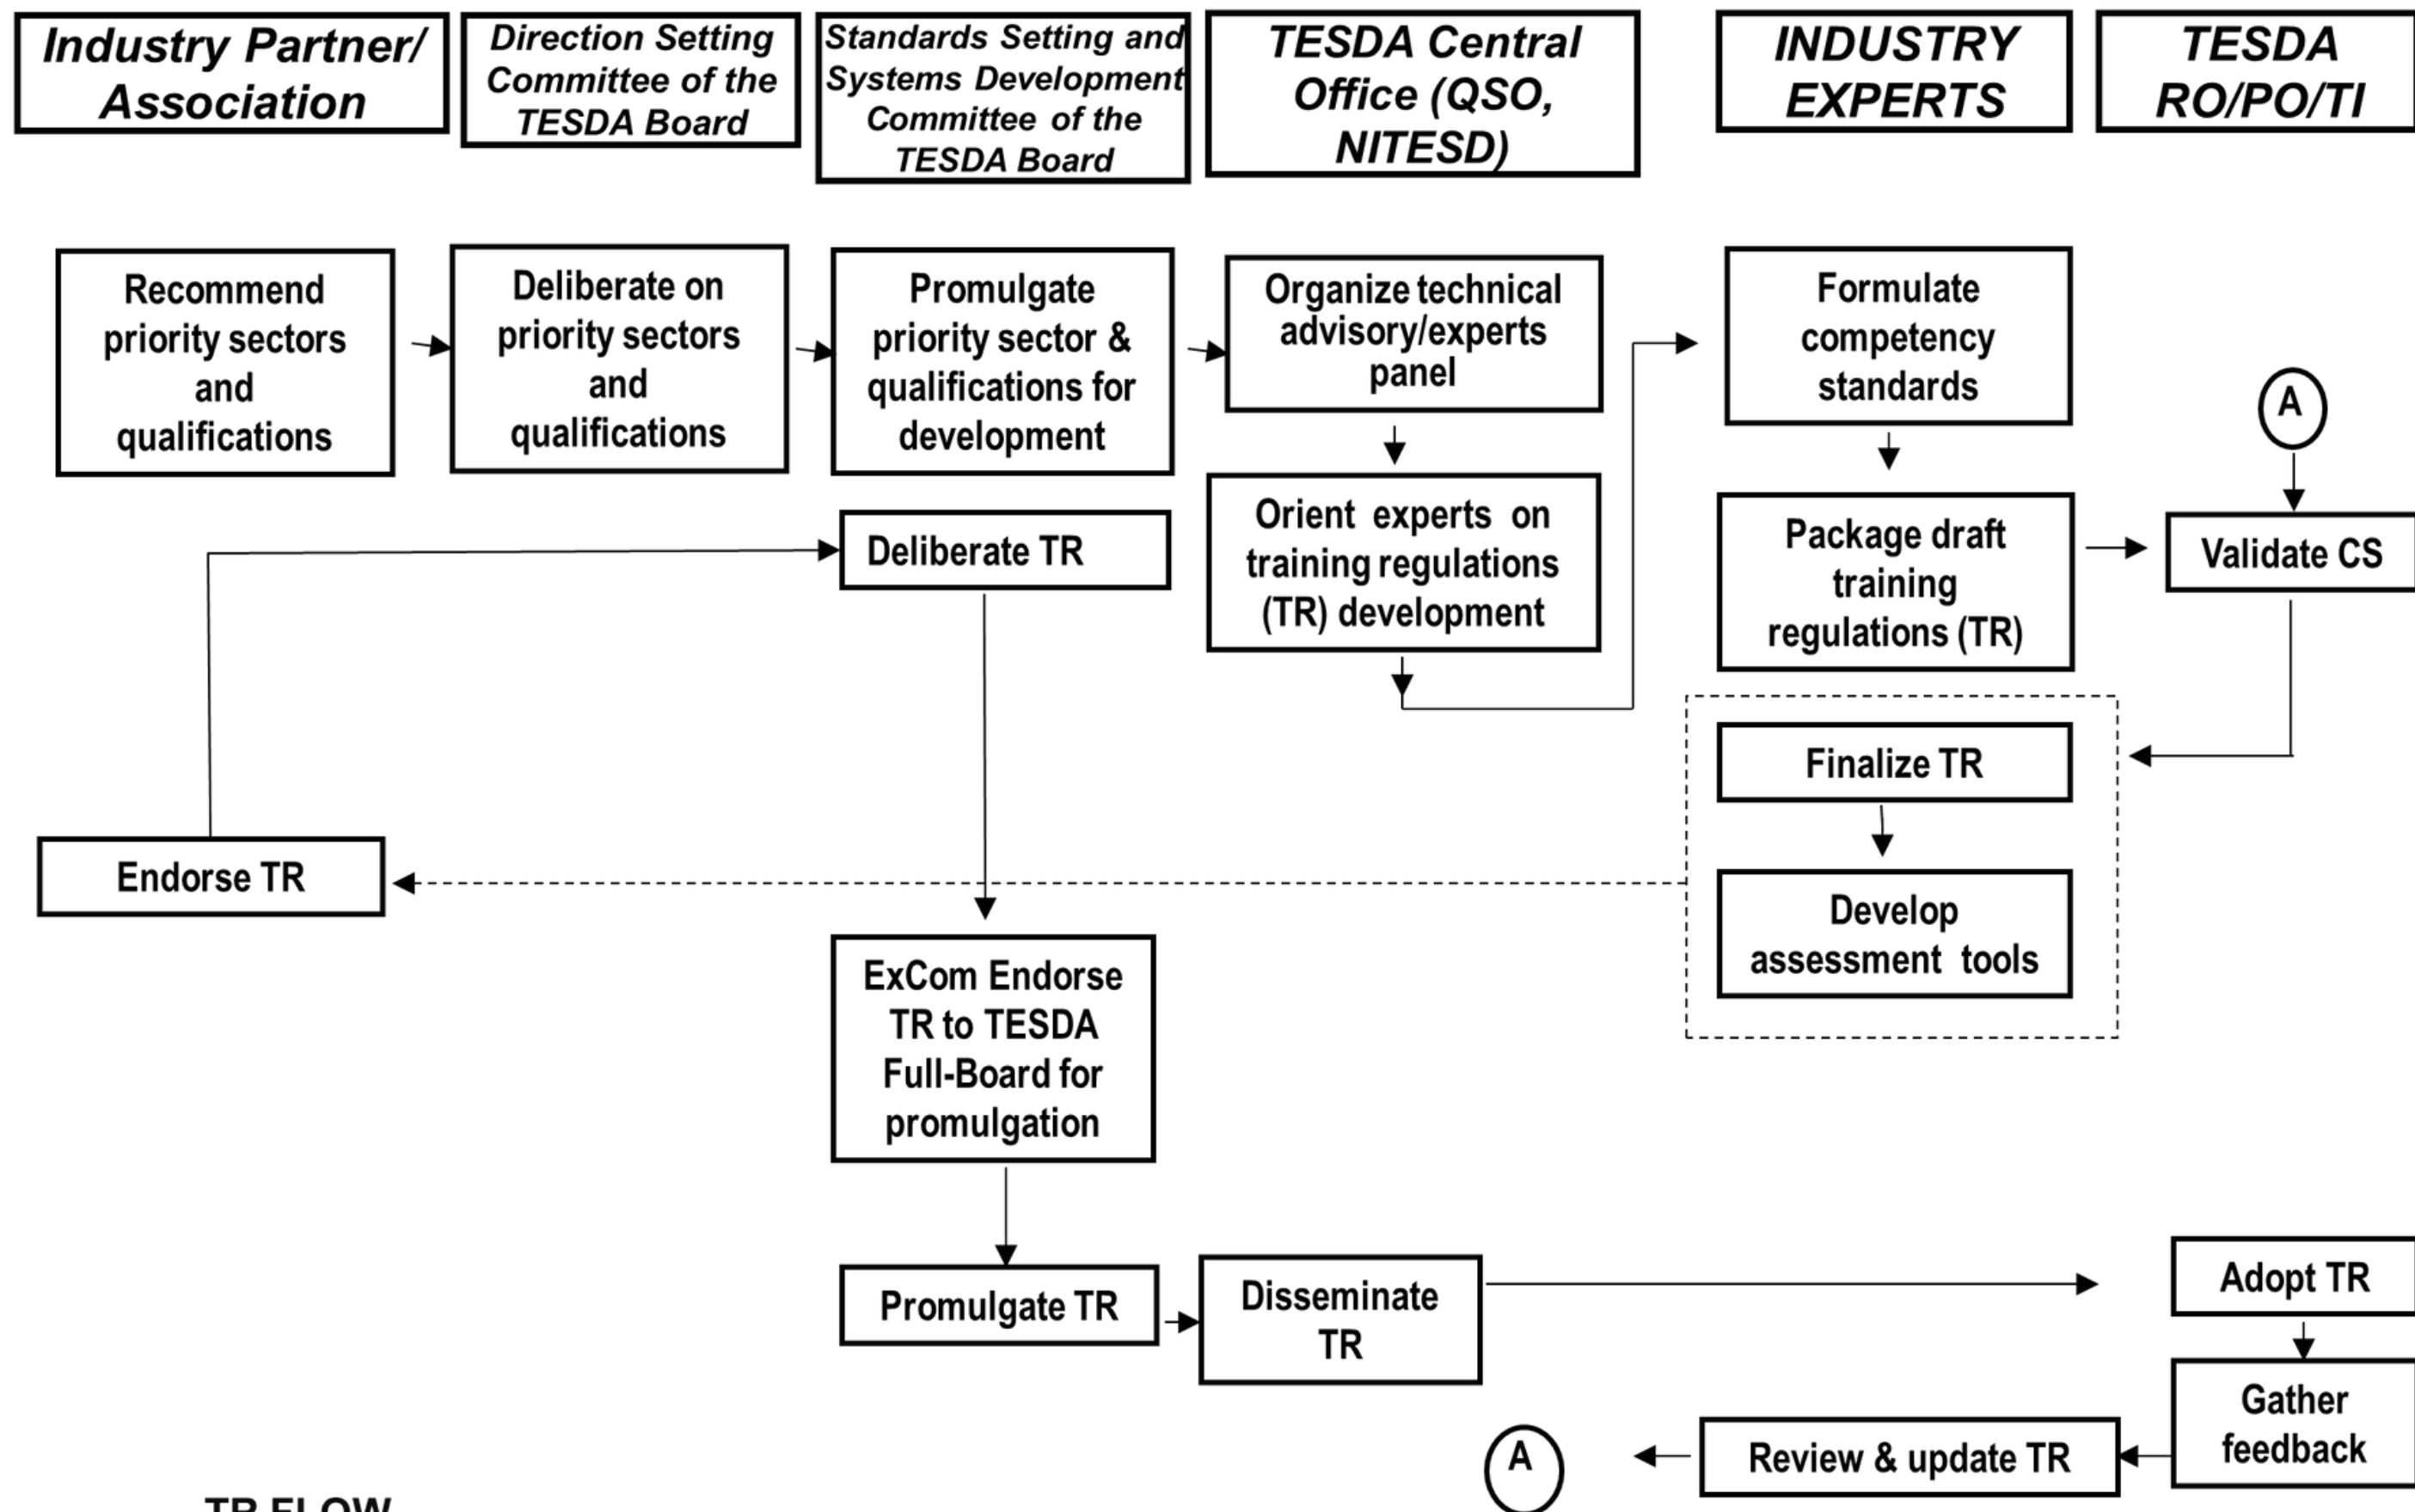 Industry Partner/
Association
Direction Setting
Committee of the
TESDA Board
Standards Setting and
Systems Development
Committee of the
TESDA Board
TESDA Central
Office (QSO,
NITESD)
INDUSTRY
EXPERTS
TESDA
RO/PO/TI
Recommend
priority sectors
and
qualifications
Deliberate on
priority sectors
and
qualifications
Promulgate
priority sector &
qualifications for
development
Organize technical
advisory/experts
panel
Formulate
competency
standards
A
Deliberate TR
Orient experts on
training regulations
(TR) development
Package draft
training
regulations (TR)
Validate CS
Finalize TR
Endorse TR
Develop
assessment tools
ExCom Endorse
TR to TESDA
Full-Board for
promulgation
Promulgate TR
Disseminate
TR
Adopt TR
Gather
feedback
Review & update TR
A
TR FLOW